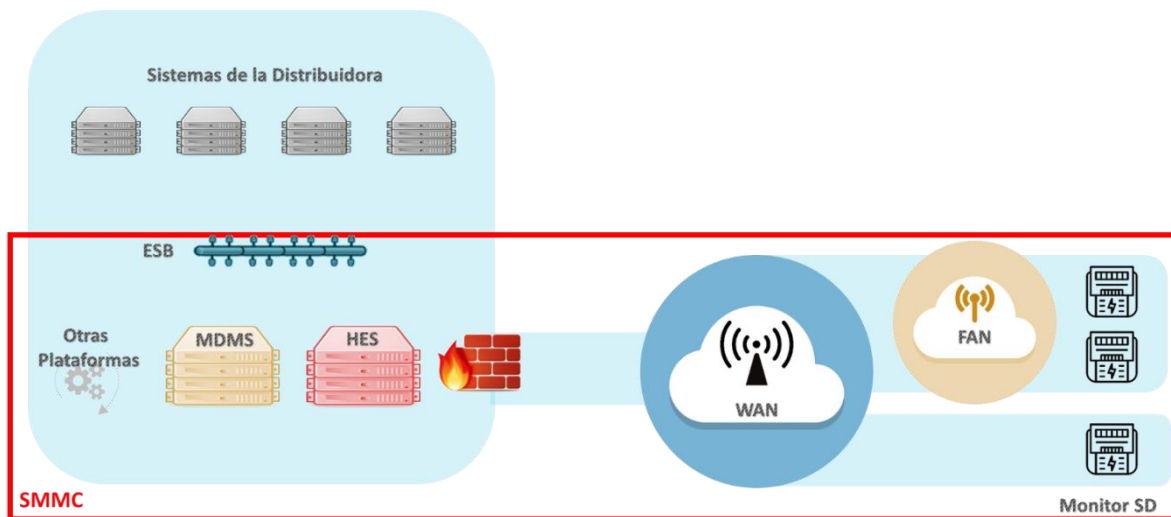 Sistemas de la Distribuidora
ESB
Otras
Plataformas
MDMS
HES
WAN
FAN
SMMC
Monitor SD